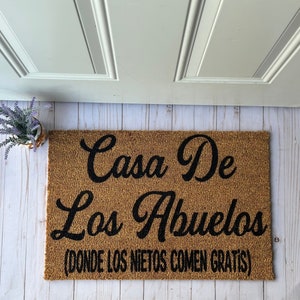 Casa De
Los Abuelos
(DONDE LOS NIETOS COMEN GRATiS)